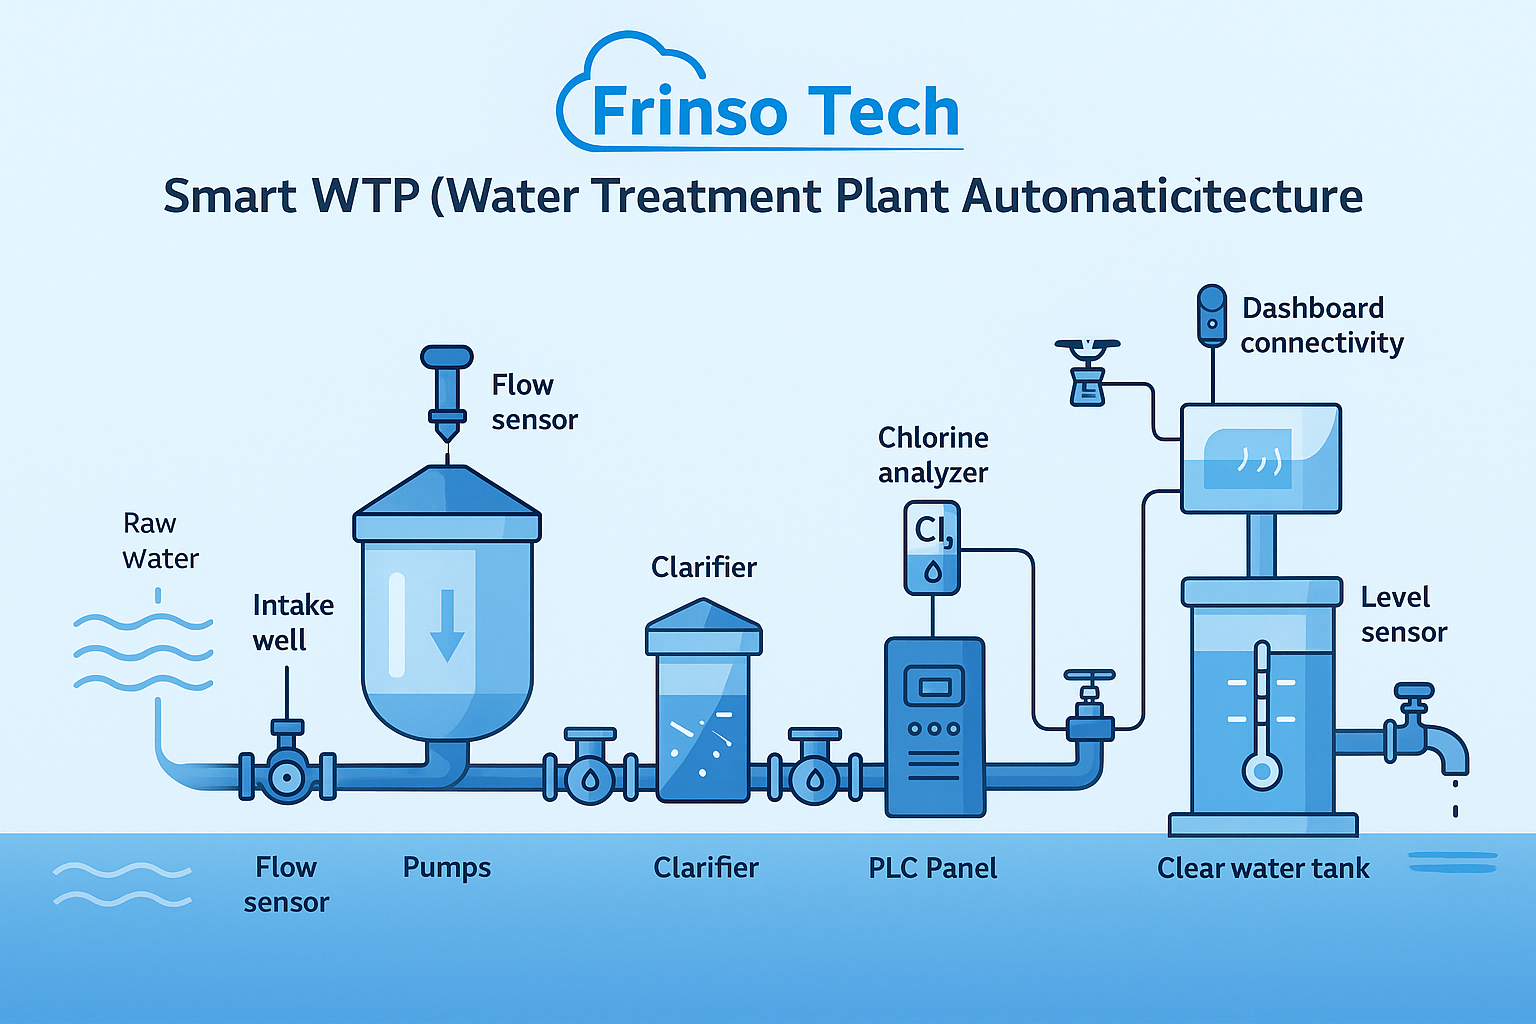 Frinso Tech
Smart WTP (Water Treatment Plant Automaticitecture
Dashboard
connectivity
Flow
sensor
Chlorine
analyzer
Raw
Water
Cl,
Clarifier
Intake
well
Level
sensor
Flow
sensor
Pumps
Clarifier
PLC Panel
Clear water tank